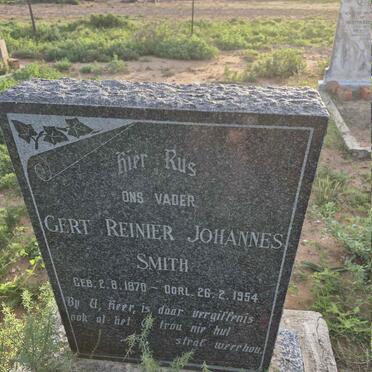 Hier Rus
ONS VADER
GERT REINIER JOHANNES
SMITH
GEB. 2.8.1870 – OORL. 26.2.1954
By U, Heer, is daar vergiffenis
ook al het U trou nie hul
straf weerhou.